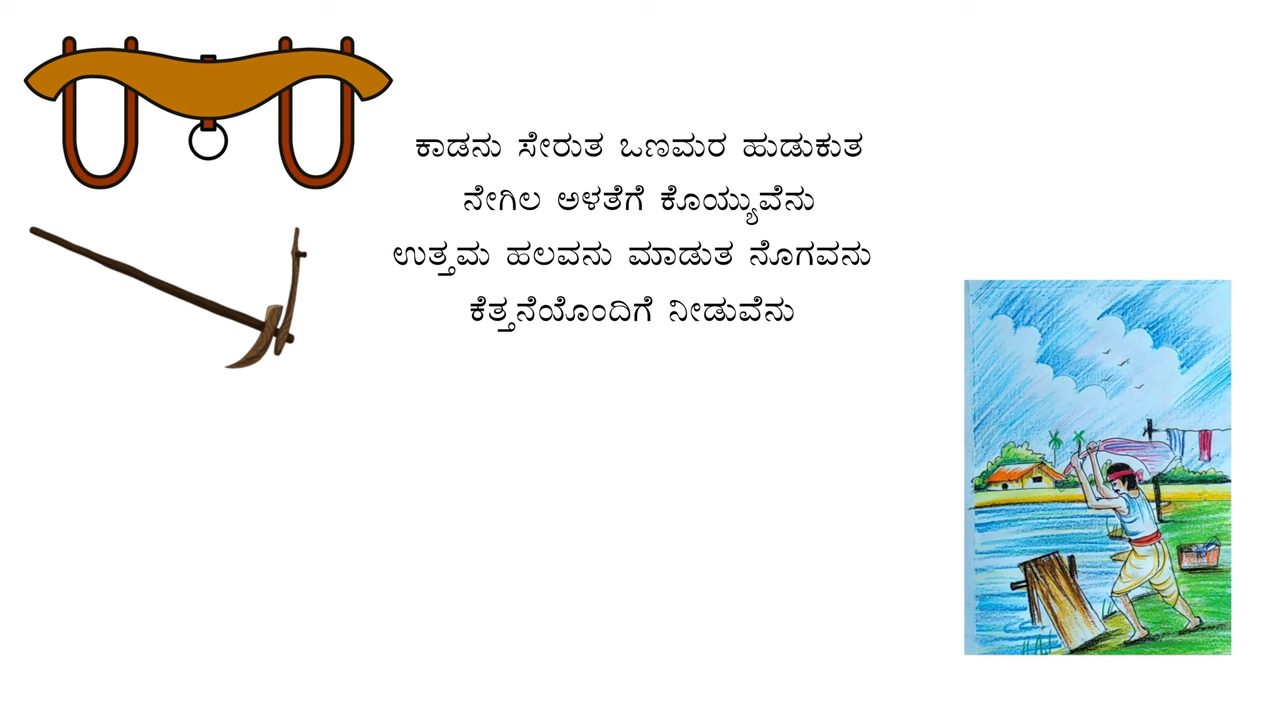 ಕಾಡನು ಸೇರುತ ಒಣಮರ ಹುಡುಕುತ
ನೇಗಿಲ ಅಳತೆಗೆ ಕೊಯ್ಯುವೆನು
ಉತ್ತಮ ಹಲವನು ಮಾಡುತ ನೊಗವನು
ಕೆತ್ತನೆಯೊಂದಿಗೆ ನೀಡುವೆನು